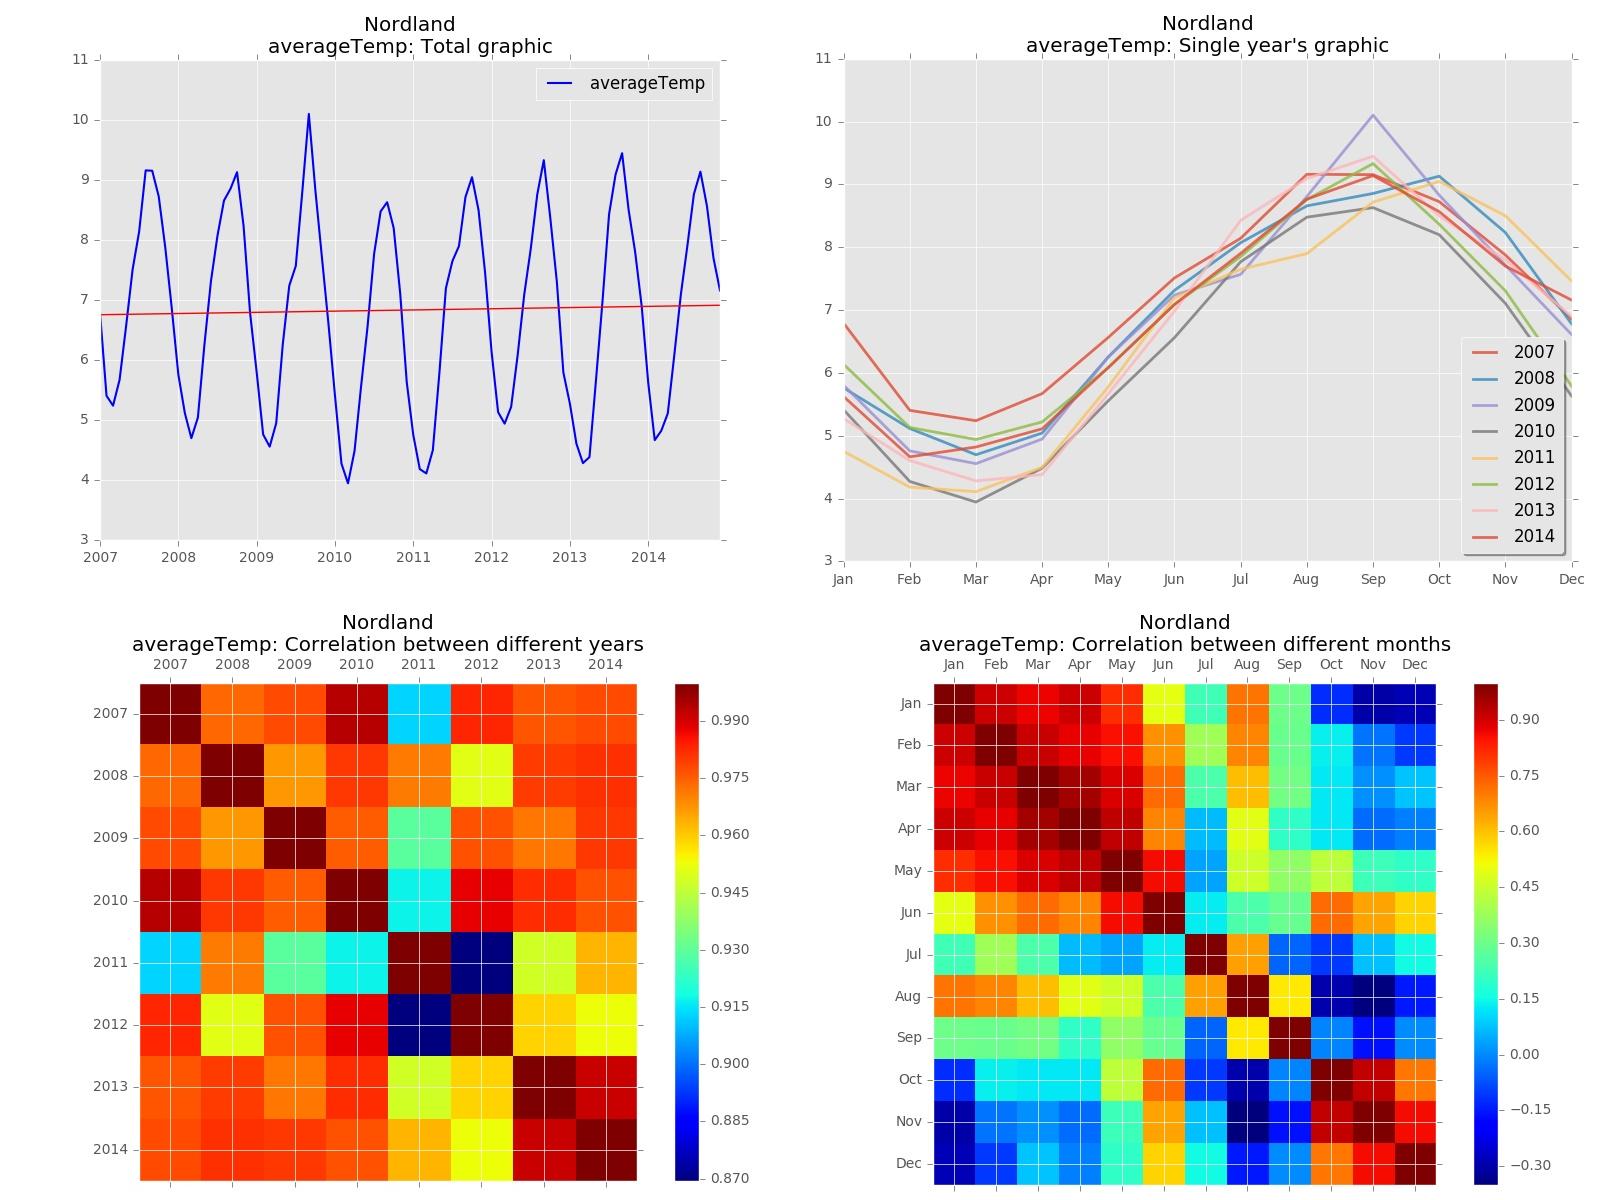 Nordland
averageTemp: Total graphic
11
10
9
8
7
6
5
4
3
averageTemp
2007 2008 2009 2010 2011 2012 2013 2014
Nordland
averageTemp: Single year's graphic
11
10
9
8
7
6
5
4
3
2007
2008
2009
2010
2011
2012
2013
2014
Jan Feb Mar Apr May Jun Jul Aug Sep Oct Nov Dec
Nordland
averageTemp: Correlation between different years
2007 2008 2009 2010 2011 2012 2013 2014
2007
2008
2009
2010
2011
2012
2013
2014
0.990
0.975
0.960
0.945
0.930
0.915
0.900
0.885
0.870
Nordland
averageTemp: Correlation between different months
Jan Feb Mar Apr May Jun Jul Aug Sep Oct Nov Dec
Jan
Feb
Mar
Apr
May
Jun
Jul
Aug
Sep
Oct
Nov
Dec
0.90
0.75
0.60
0.45
0.30
0.15
0.00
−0.15
−0.30